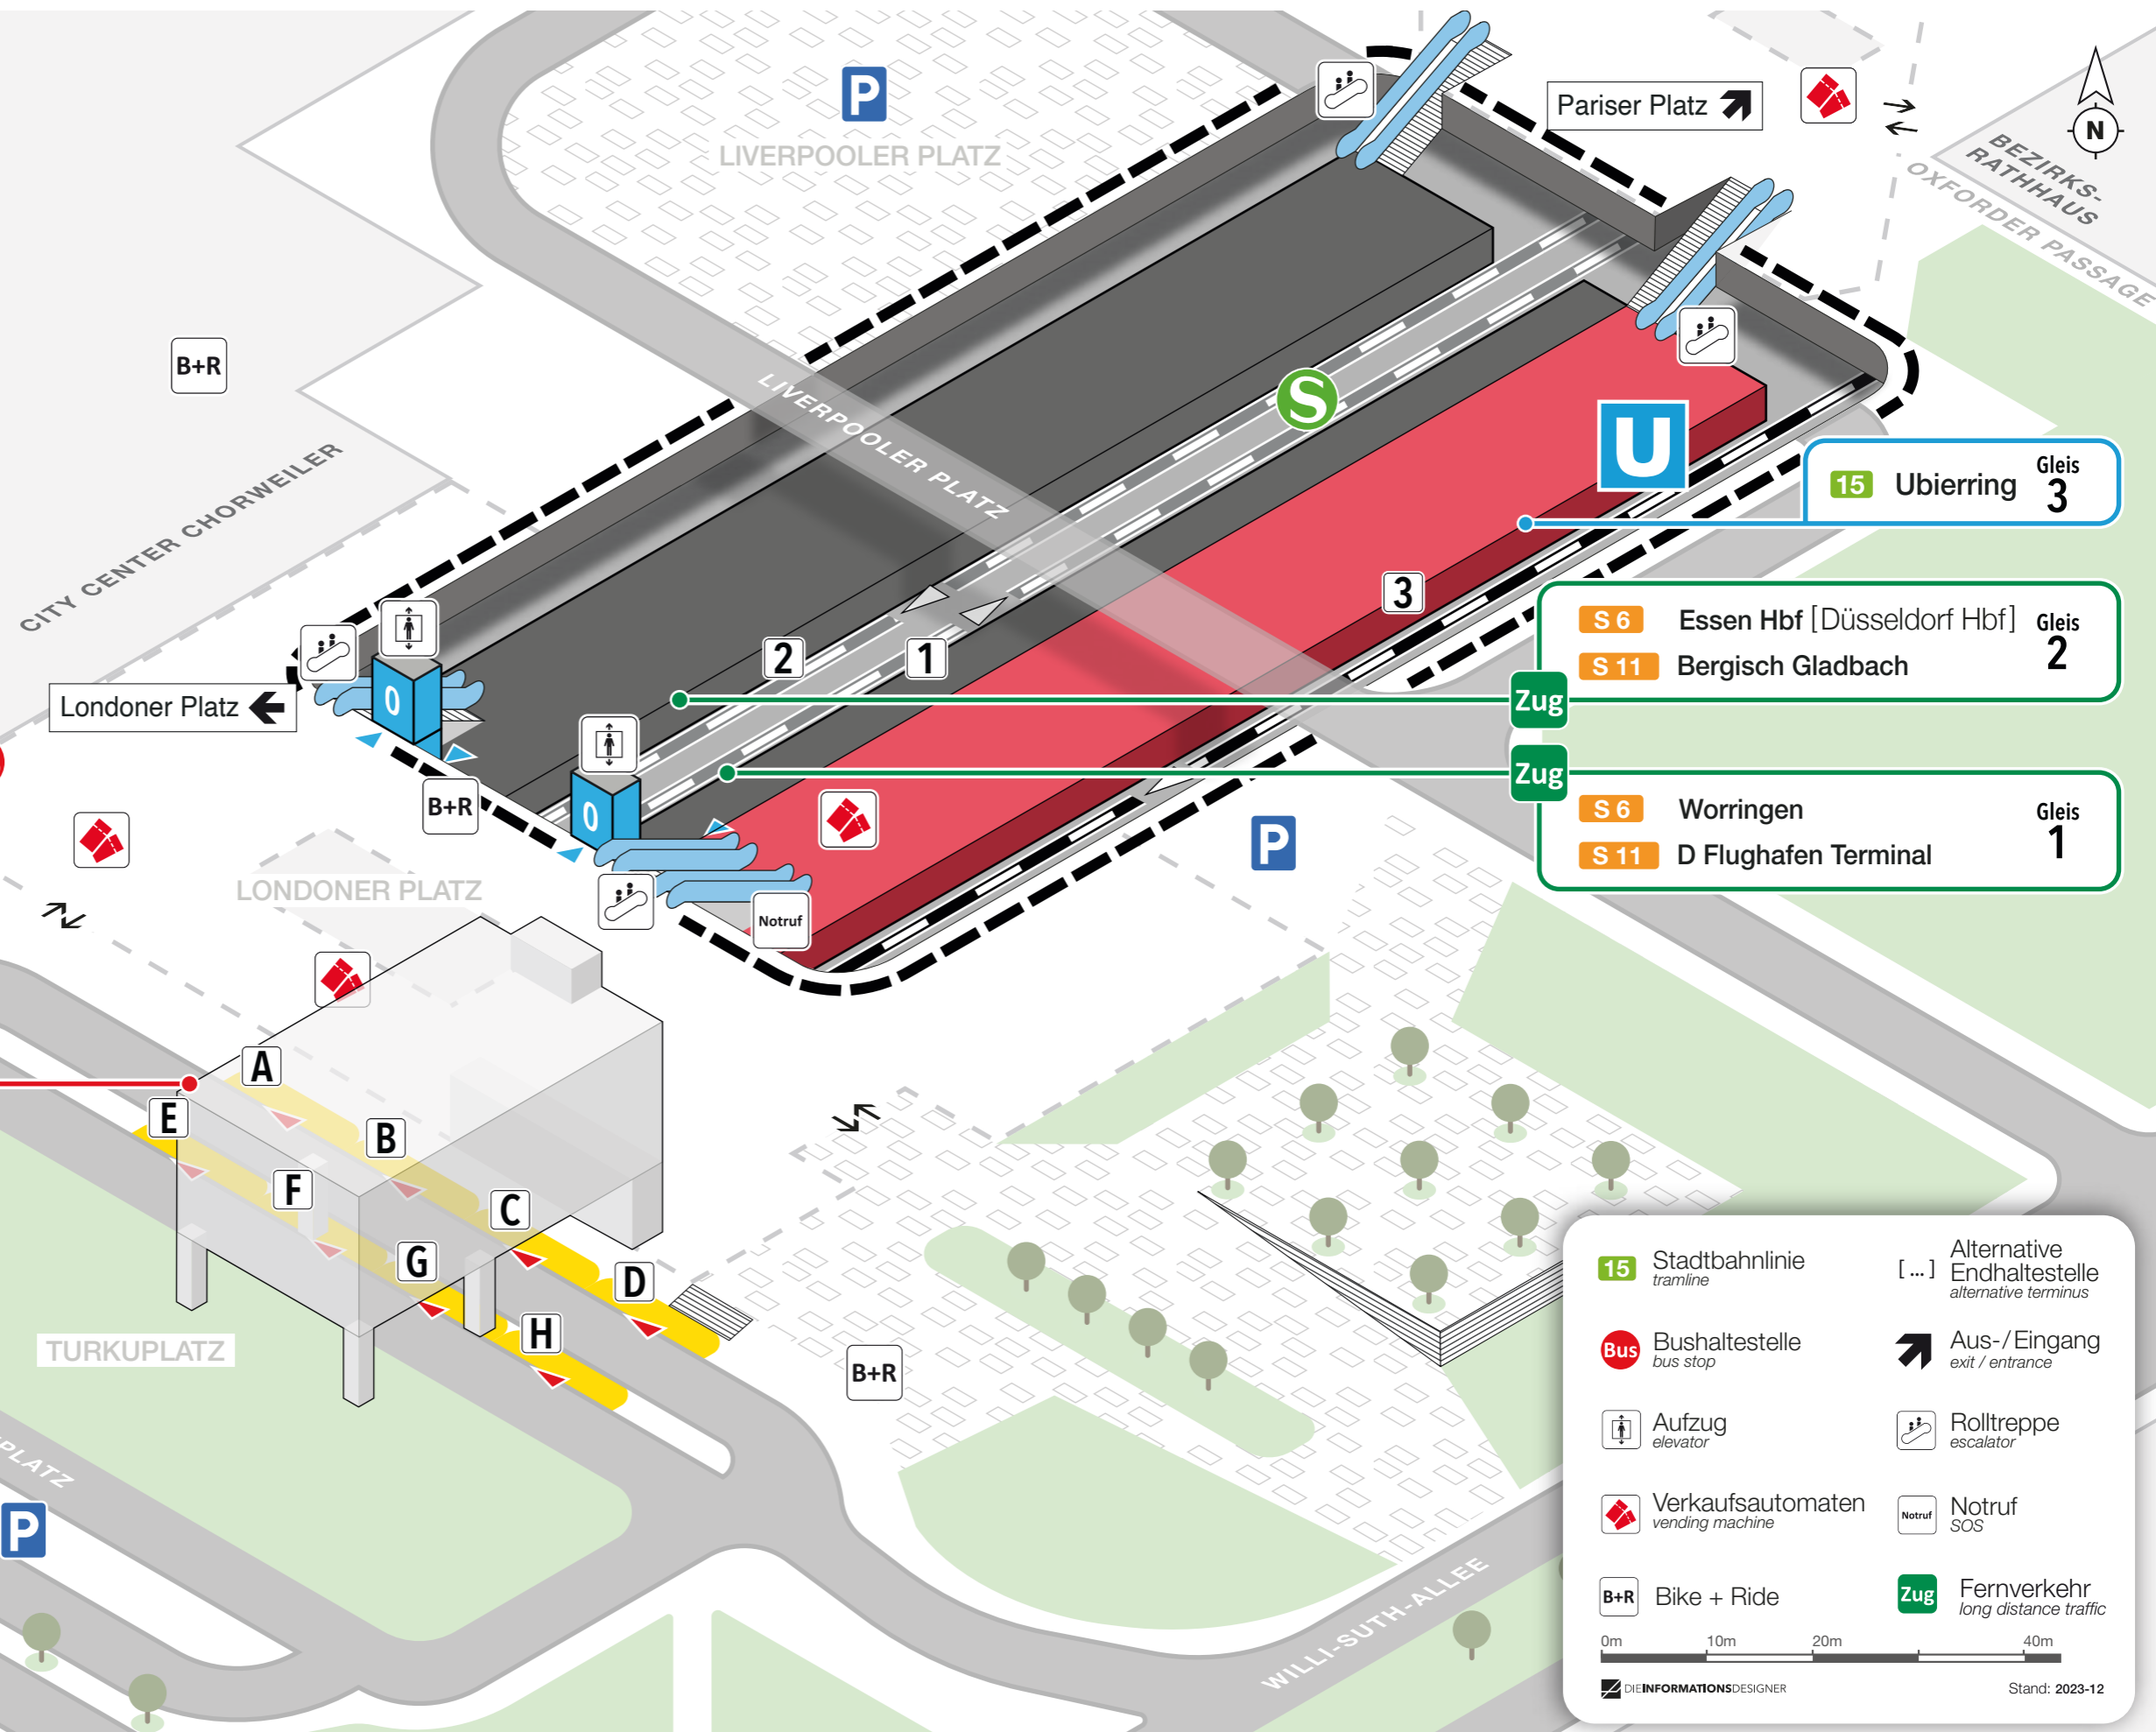 P
LIVERPOOLER PLATZ
Pariser Platz
N
BEZIRKS-
RATHHAUS
OXFORDER PASSAGE
B+R
LIVERPOOLER PLATZ
S
U
15 Ubierring Gleis
3
CITY CENTER CHORWEILER
3
S 6 Essen Hbf [Düsseldorf Hbf] Gleis
S 11 Bergisch Gladbach 2
Zug
2
1
Londoner Platz
0
Zug
S 6 Worringen Gleis
S 11 D Flughafen Terminal 1
B+R
0
P
LONDONER PLATZ
Notruf
A
E
B
F
C
G
D
H
TURKUPLATZ
B+R
PLATZ
P
WILLI-SUTH-ALLEE
15 Stadtbahnlinie
tramline
[ ... ] Alternative
Endhaltestelle
alternative terminus
Bus Bushaltestelle
bus stop
Aus-/Eingang
exit / entrance
Aufzug
elevator
Rolltreppe
escalator
Verkaufsautomaten
vending machine
Notruf Notruf
SOS
B+R Bike + Ride
Zug Fernverkehr
long distance traffic
0m 10m 20m 40m
DIEINFORMATIONSDESIGNER
Stand: 2023-12